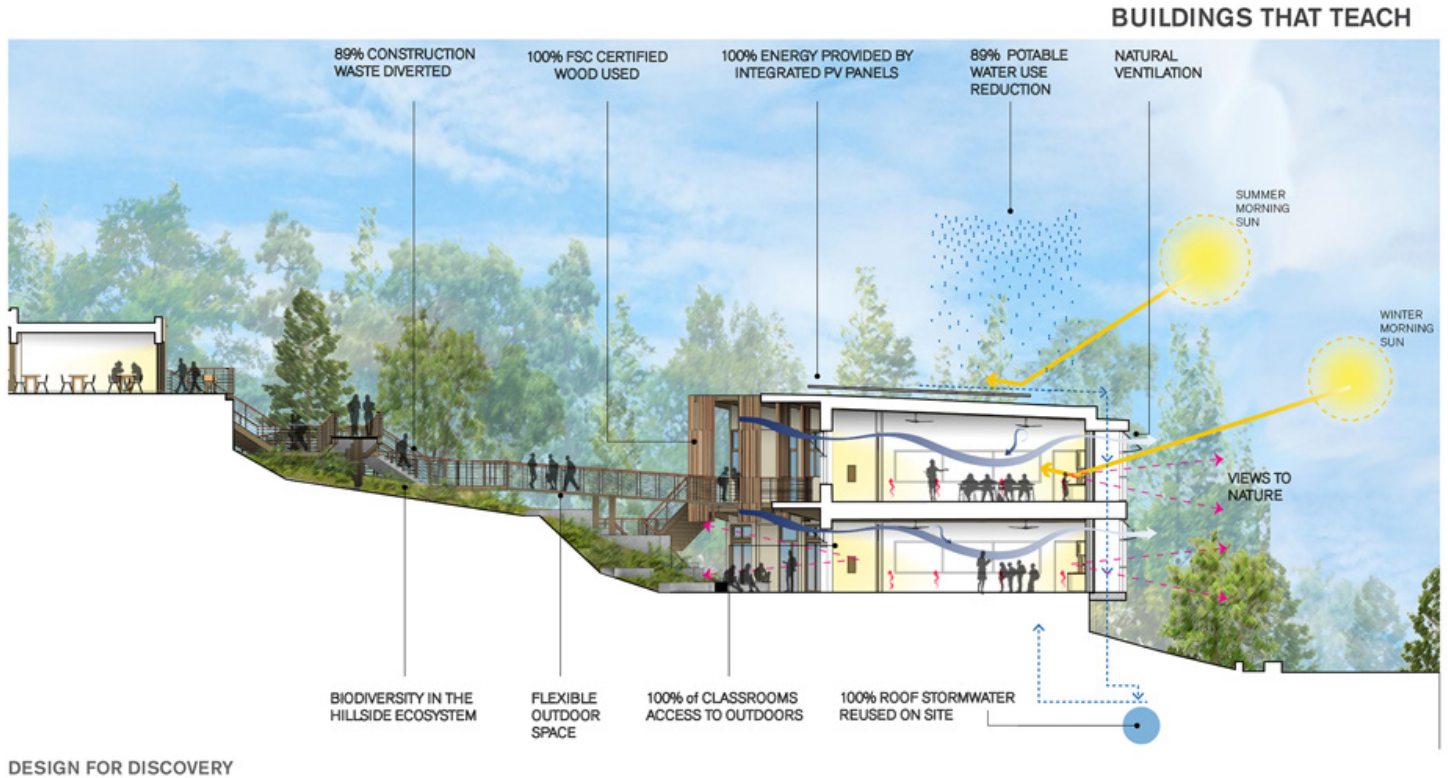 BUILDINGS THAT TEACH
89% CONSTRUCTION
WASTE DIVERTED
100% FSC CERTIFIED
WOOD USED
100% ENERGY PROVIDED BY
INTEGRATED PV PANELS
89% POTABLE
WATER USE
REDUCTION
NATURAL
VENTILATION
SUMMER
MORNING
SUN
WINTER
MORNING
SUN
VIEWS TO
NATURE
BIODIVERSITY IN THE
HILLSIDE ECOSYSTEM
FLEXIBLE
OUTDOOR
SPACE
100% of CLASSROOMS
ACCESS TO OUTDOORS
100% ROOF STORMWATER
REUSED ON SITE
DESIGN FOR DISCOVERY